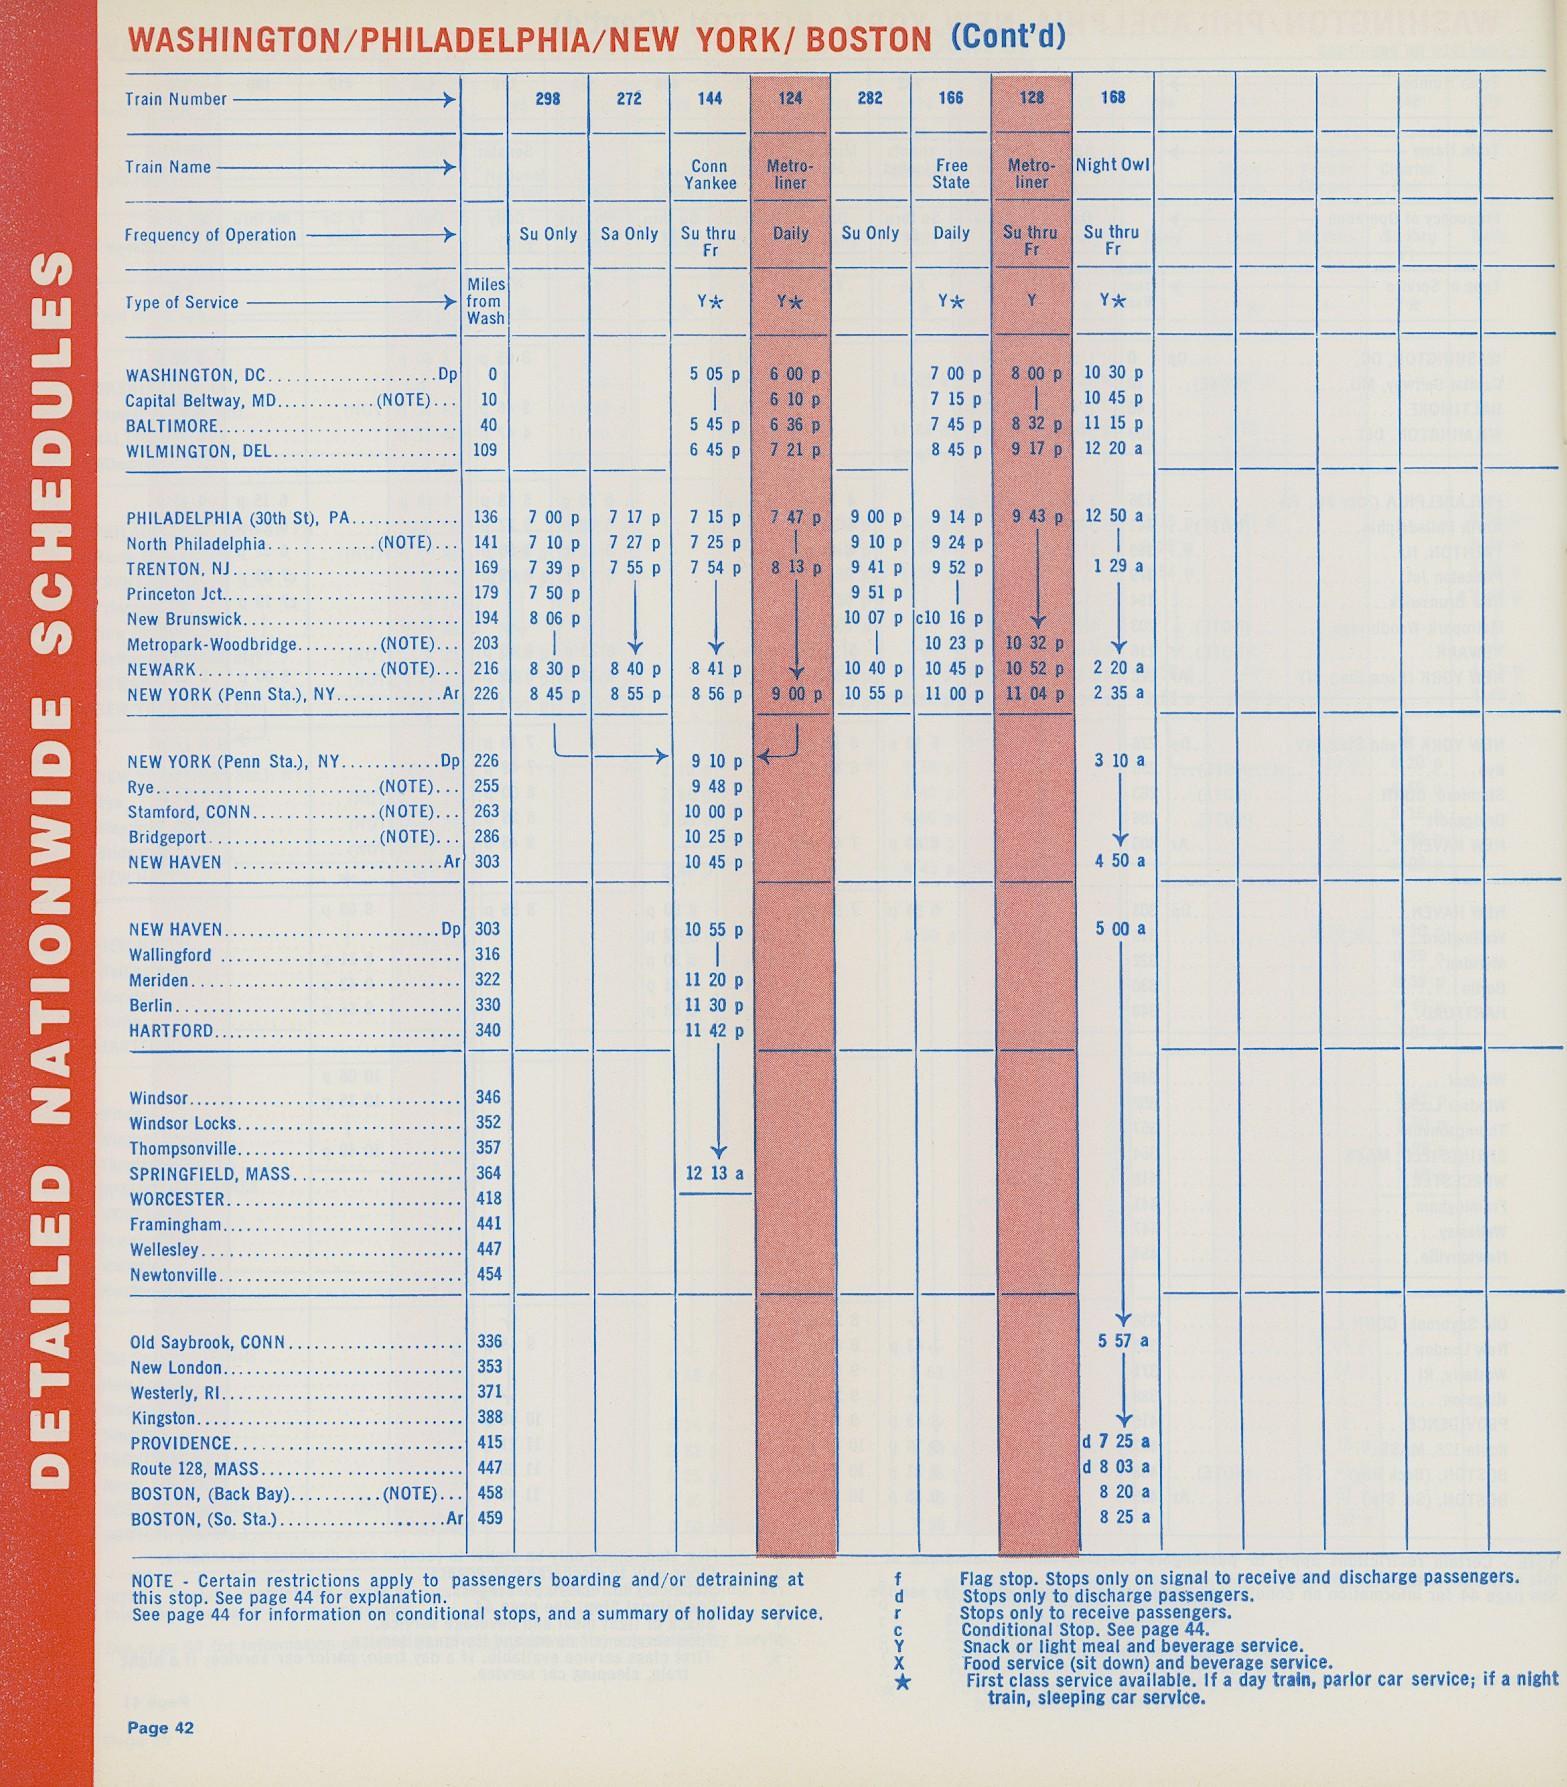 DETAILED NATIONWIDE SCHEDULES
WASHINGTON/PHILADELPHIA/NEW YORK/ BOSTON (Cont'd)
Train Number 298 272 144 124 282 166 128 168
Train Name Conn Yankee Metro-liner Free State Metro-liner Night Owl
Frequency of Operation Su Only Sa Only Su thru Fr Daily Su Only Daily Su thru Fr Su thru Fr
Type of Service Miles from Wash Y★ Y★ Y★ Y Y★
WASHINGTON, DC....................Dp 0 5 05 p 6 00 p 7 00 p 8 00 p 10 30 p
Capital Beltway, MD...........(NOTE)... 10 6 10 p 7 15 p 10 45 p
BALTIMORE............................ 40 5 45 p 6 36 p 7 45 p 8 32 p 11 15 p
WILMINGTON, DEL...................... 109 6 45 p 7 21 p 8 45 p 9 17 p 12 20 a
PHILADELPHIA (30th St), PA............. 136 7 00 p 7 17 p 7 15 p 7 47 p 9 00 p 9 14 p 9 43 p 12 50 a
North Philadelphia.............(NOTE)... 141 7 10 p 7 27 p 7 25 p 9 10 p 9 24 p
TRENTON, NJ........................... 169 7 39 p 7 55 p 7 54 p 8 13 p 9 41 p 9 52 p 1 29 a
Princeton Jct............................ 179 7 50 p 9 51 p
New Brunswick.......................... 194 8 06 p 10 07 p c10 16 p
Metropark-Woodbridge..........(NOTE)... 203 10 23 p 10 32 p
NEWARK......................(NOTE)... 216 8 30 p 8 40 p 8 41 p 10 40 p 10 45 p 10 52 p 2 20 a
NEW YORK (Penn Sta.), NY.............Ar 226 8 45 p 8 55 p 8 56 p 9 00 p 10 55 p 11 00 p 11 04 p 2 35 a
NEW YORK (Penn Sta.), NY............Dp 226 9 10 p 3 10 a
Rye...........................(NOTE)... 255 9 48 p
Stamford, CONN...............(NOTE)... 263 10 00 p
Bridgeport....................(NOTE)... 286 10 25 p
NEW HAVEN .........................Ar 303 10 45 p 4 50 a
NEW HAVEN..........................Dp 303 10 55 p 5 00 a
Wallingford ............................. 316
Meriden................................. 322 11 20 p
Berlin................................... 330 11 30 p
HARTFORD.............................. 340 11 42 p
Windsor................................. 346
Windsor Locks........................... 352
Thompsonville........................... 357
SPRINGFIELD, MASS......... .......... 364 12 13 a
WORCESTER............................ 418
Framingham............................. 441
Wellesley................................ 447
Newtonville.............................. 454
Old Saybrook, CONN..................... 336 5 57 a
New London............................. 353
Westerly, RI............................. 371
Kingston................................ 388
PROVIDENCE........................... 415 d 7 25 a
Route 128, MASS........................ 447 d 8 03 a
BOSTON, (Back Bay)...........(NOTE)... 458 8 20 a
BOSTON, (So. Sta.)....................Ar 459 8 25 a
NOTE - Certain restrictions apply to passengers boarding and/or detraining at
this stop. See page 44 for explanation.
See page 44 for information on conditional stops, and a summary of holiday service.
f Flag stop. Stops only on signal to receive and discharge passengers.
d Stops only to discharge passengers.
r Stops only to receive passengers.
c Conditional Stop. See page 44.
Y Snack or light meal and beverage service.
X Food service (sit down) and beverage service.
★ First class service available. If a day train, parlor car service; if a night
train, sleeping car service.
Page 42